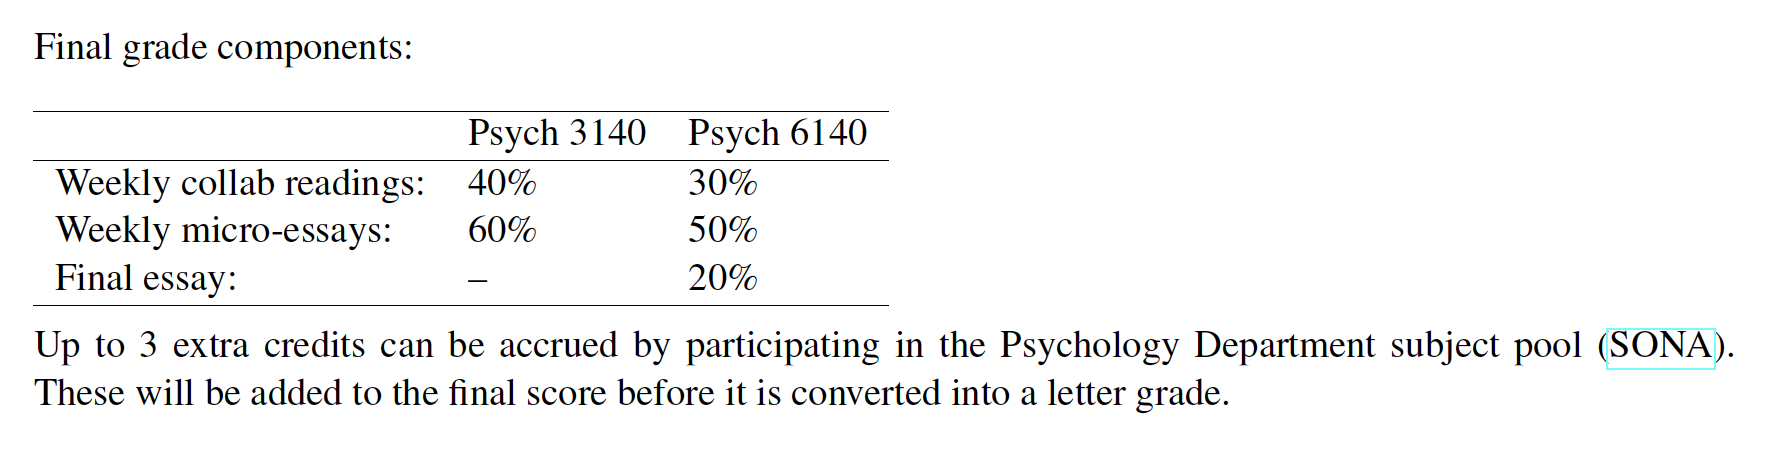 Final grade components:
Psych 3140 Psych 6140
Weekly collab readings: 40% 30%
Weekly micro-essays: 60% 50%
Final essay: – 20%
Up to 3 extra credits can be accrued by participating in the Psychology Department subject pool (SONA).
These will be added to the final score before it is converted into a letter grade.